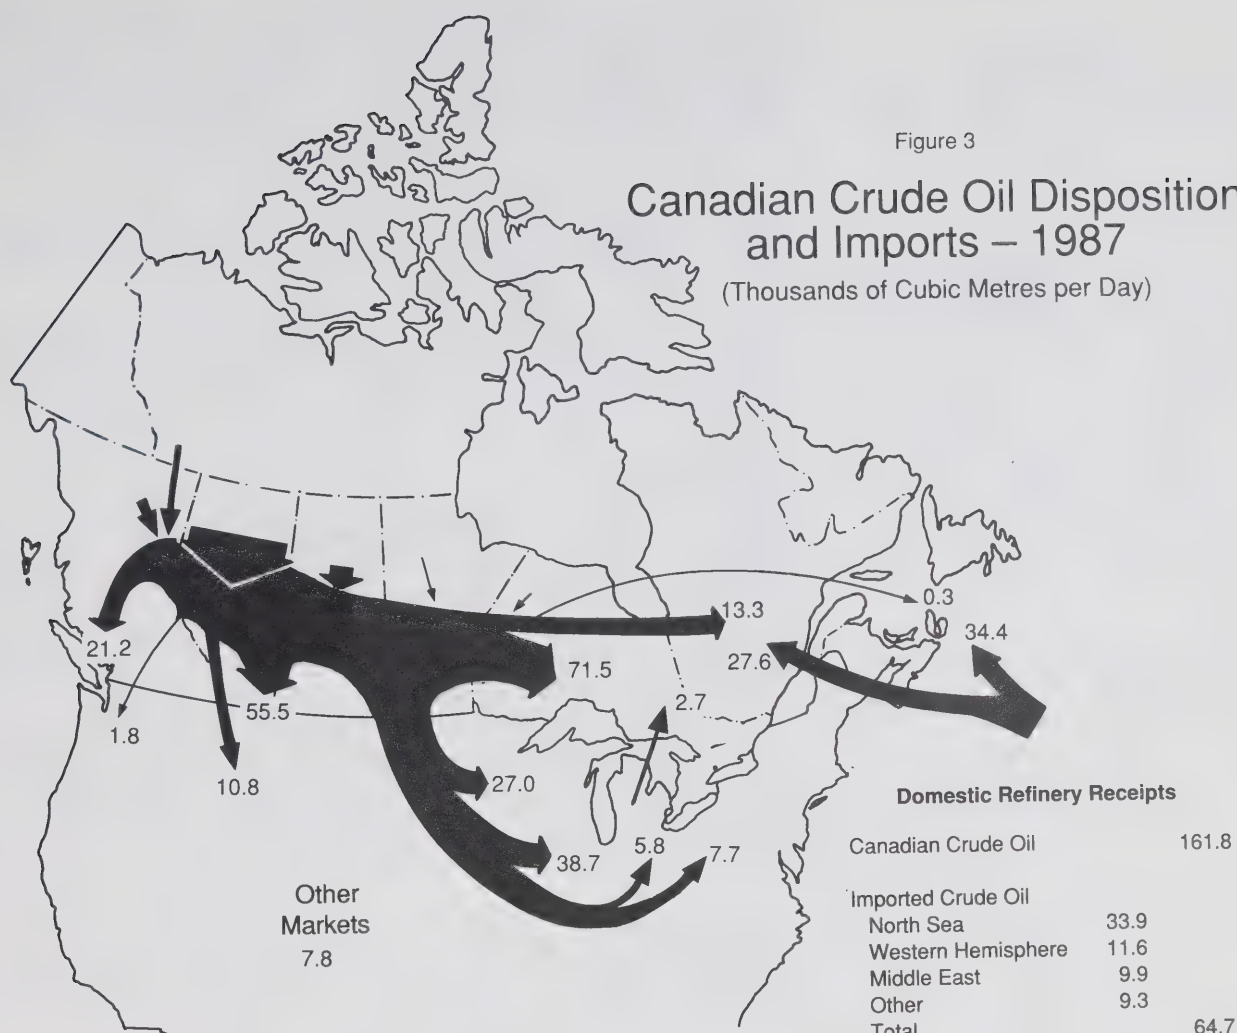 Figure 3
Canadian Crude Oil Disposition
and Imports – 1987
(Thousands of Cubic Metres per Day)
0.3
13.3
34.4
21.2
71.5
27.6
2.7
55.5
1.8
10.8
27.0
5.8
7.7
38.7
Other
Markets
7.8
Domestic Refinery Receipts
Canadian Crude Oil 161.8
Imported Crude Oil
North Sea 33.9
Western Hemisphere 11.6
Middle East 9.9
Other 9.3
Total 64.7